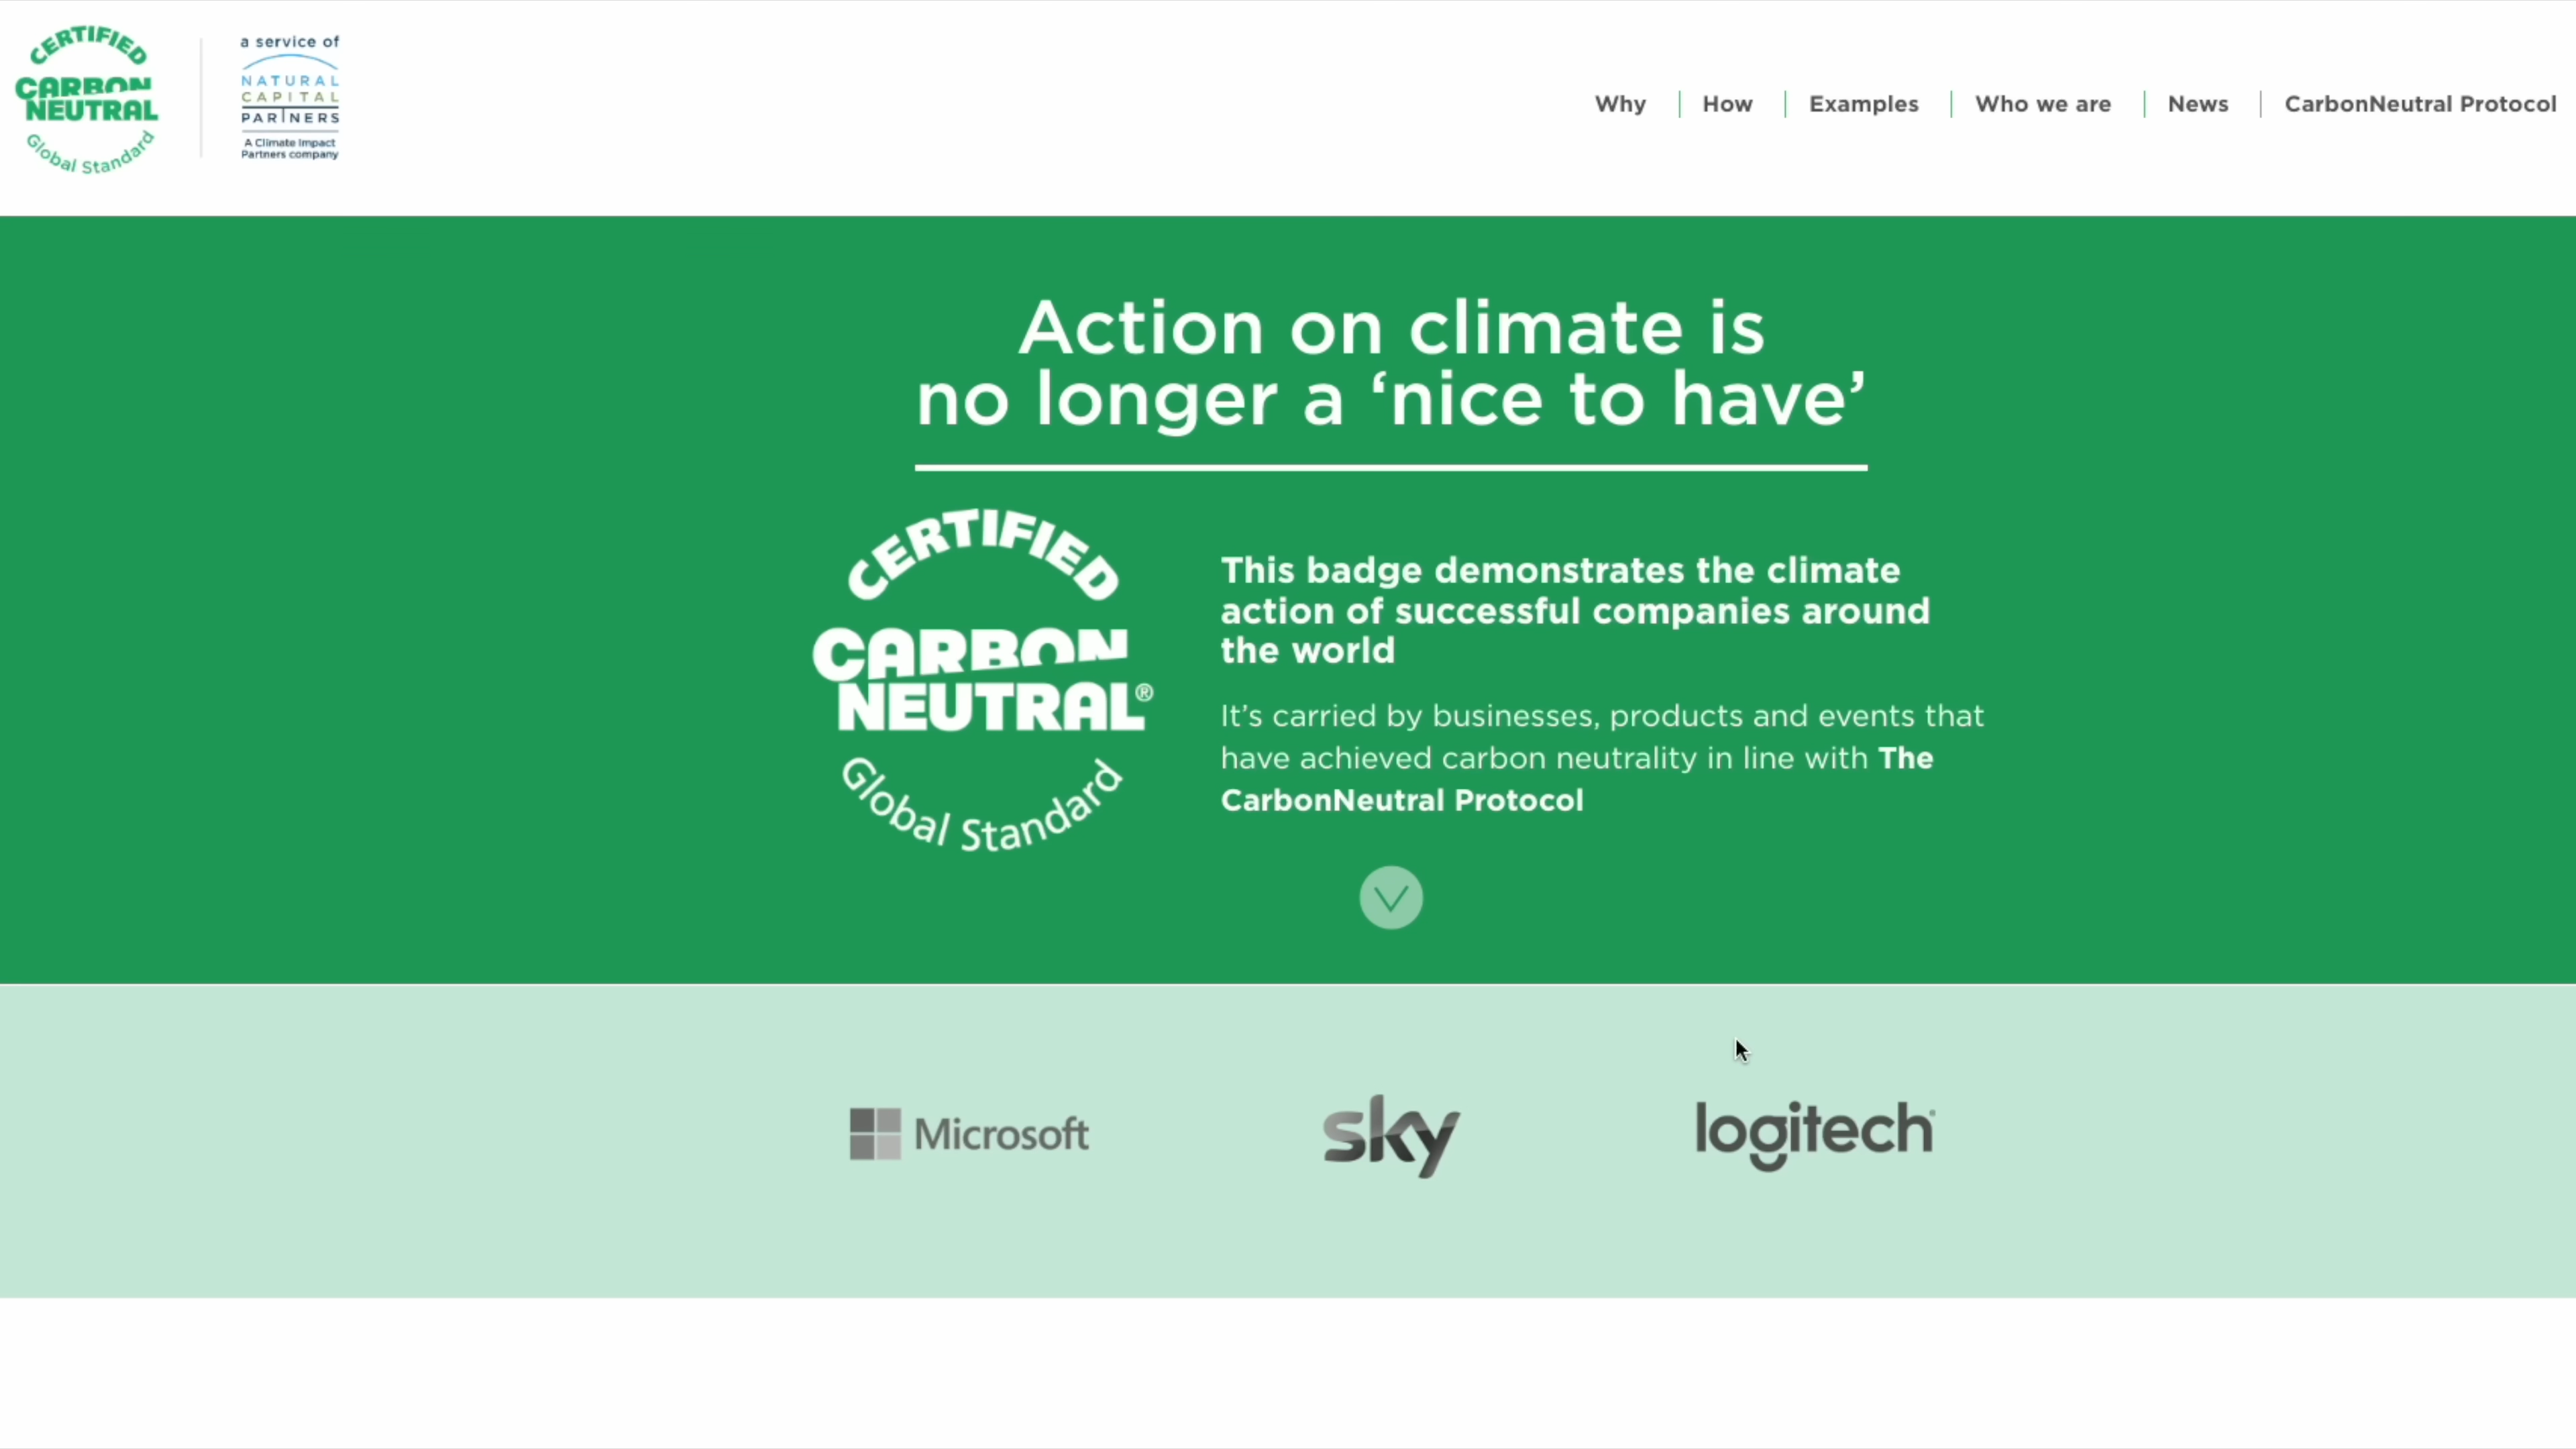 CERTIFIED
CARBON
NEUTRAL
Global Standard
a service of
NATURAL
CAPITAL
PARTNERS
A Climate Impact
Partners company
Why
How
Examples
Who we are
News
CarbonNeutral Protocol
Action on climate is
no longer a ‘nice to have’
CERTIFIED
CARBON
NEUTRAL®
Global Standard
This badge demonstrates the climate
action of successful companies around
the world
It’s carried by businesses, products and events that
have achieved carbon neutrality in line with The
CarbonNeutral Protocol
Microsoft
sky
logitech